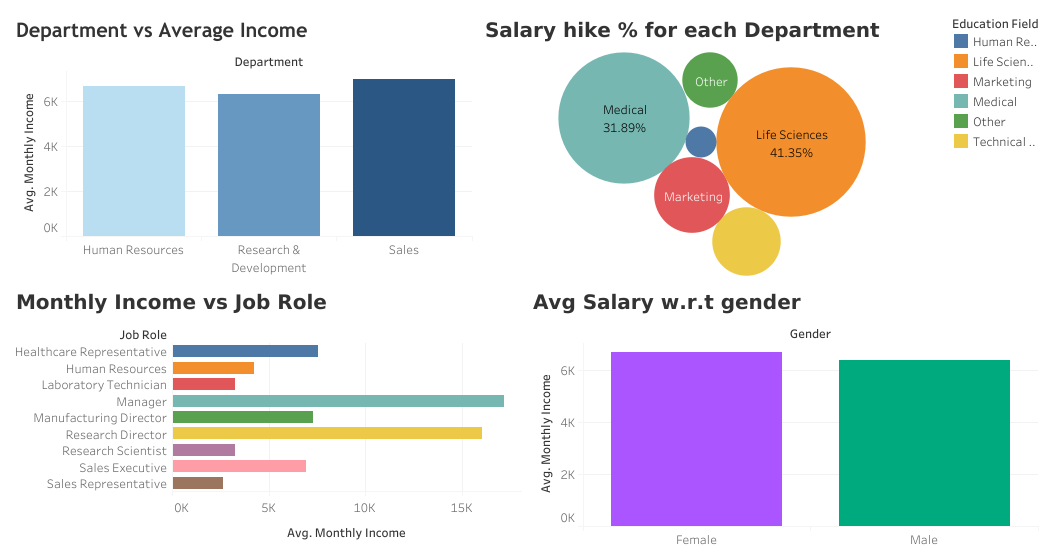 Department vs Average Income
Department
Avg. Monthly Income
6K
4K
2K
0K
Human Resources
Research &
Development
Sales
Salary hike % for each Department
Medical
31.89%
Other
Life Sciences
41.35%
Marketing
Education Field
Human Re..
Life Scien..
Marketing
Medical
Other
Technical ..
Monthly Income vs Job Role
Job Role
Healthcare Representative
Human Resources
Laboratory Technician
Manager
Manufacturing Director
Research Director
Research Scientist
Sales Executive
Sales Representative
0K
5K
10K
15K
Avg. Monthly Income
Avg Salary w.r.t gender
Gender
Avg. Monthly Income
6K
4K
2K
0K
Female
Male